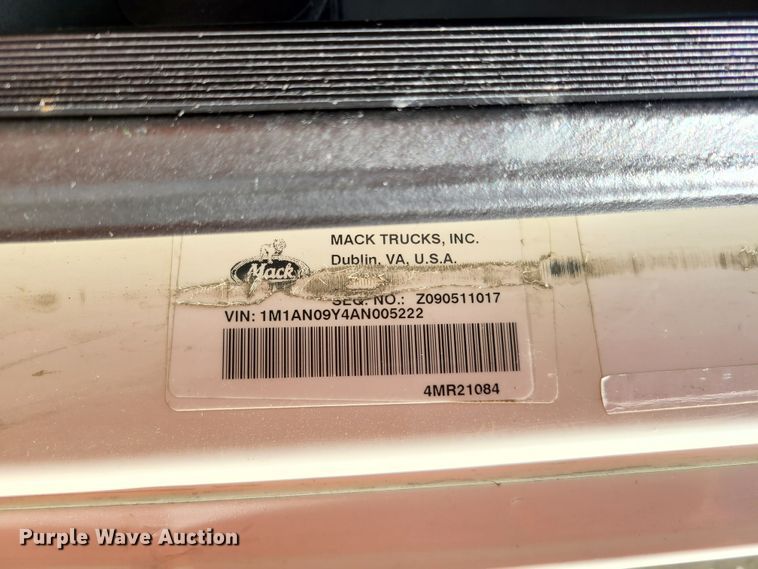 MACK TRUCKS, INC.
Dublin, VA, U.S.A.
Mack
SEQ. NO.: Z090511017
VIN: 1M1AN09Y4AN005222
4MR21084
Purple Wave Auction